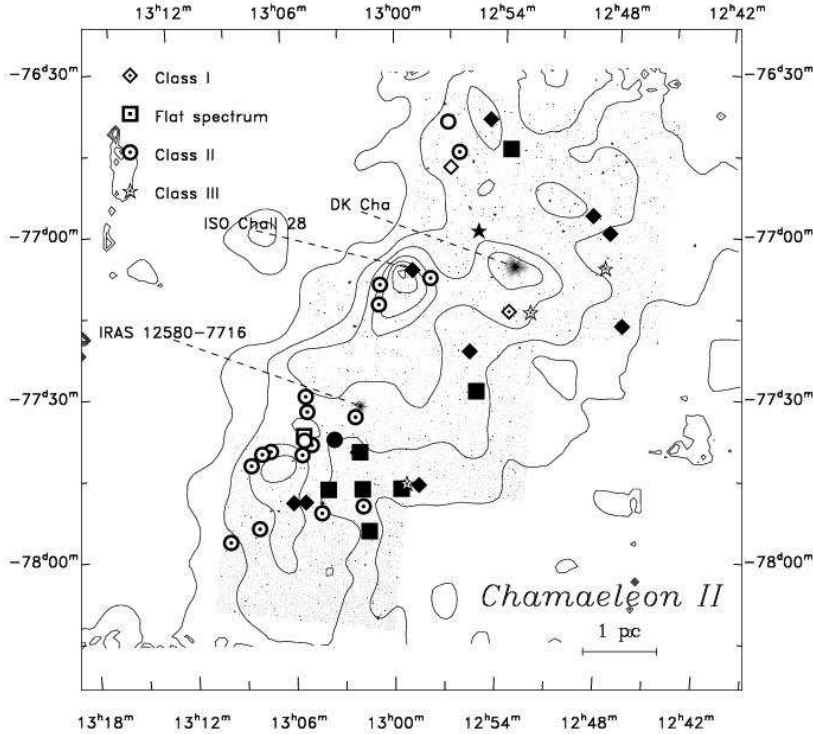 13ʰ12ᵐ 13ʰ06ᵐ 13ʰ00ᵐ 12ʰ54ᵐ 12ʰ48ᵐ 12ʰ42ᵐ
−76ᵈ30ᵐ −76ᵈ30ᵐ
Class I
Flat spectrum
Class II
Class III
DK Cha
ISO ChaII 28
−77ᵈ00ᵐ −77ᵈ00ᵐ
IRAS 12580−7716
−77ᵈ30ᵐ −77ᵈ30ᵐ
−78ᵈ00ᵐ −78ᵈ00ᵐ
Chamaeleon II
1 pc
13ʰ18ᵐ 13ʰ12ᵐ 13ʰ06ᵐ 13ʰ00ᵐ 12ʰ54ᵐ 12ʰ48ᵐ 12ʰ42ᵐ